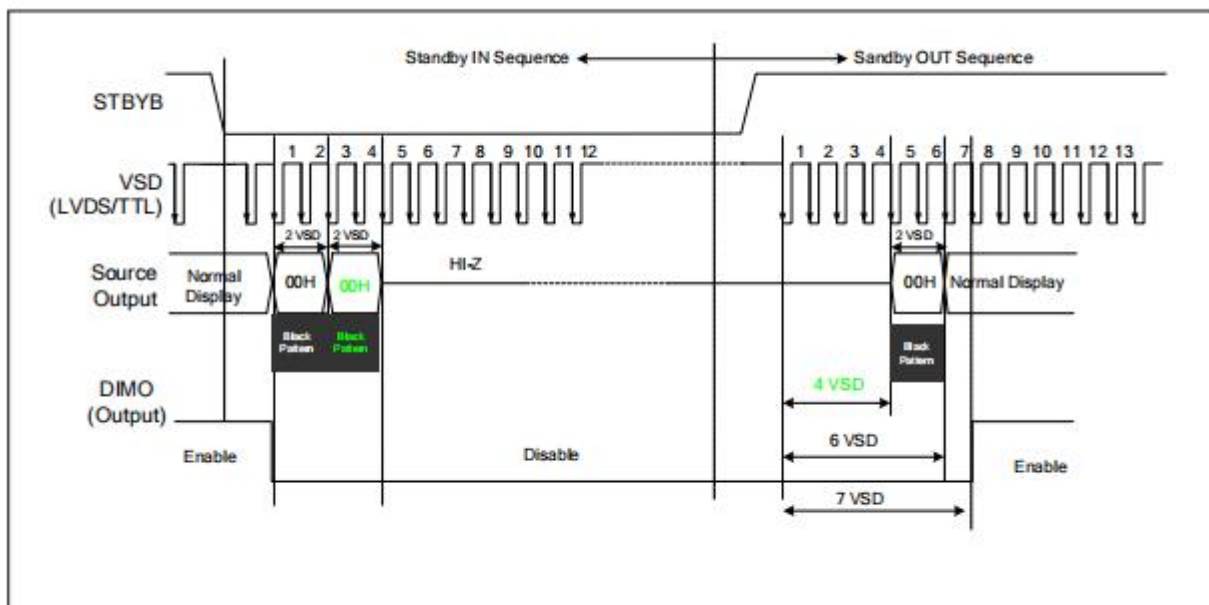 Standby IN Sequence
Sandby OUT Sequence
STBYB
1 2 3 4 5 6 7 8 9 10 11 12
1 2 3 4 5 6 7 8 9 10 11 12 13
VSD
(LVDS/TTL)
2 VSD
2 VSD
2 VSD
Source
Output
Normal
Display
00H
00H
HI-Z
00H
Normal Display
Black
Pattern
Black
Pattern
Black
Pattern
DIMO
(Output)
4 VSD
6 VSD
Enable
Disable
Enable
7 VSD